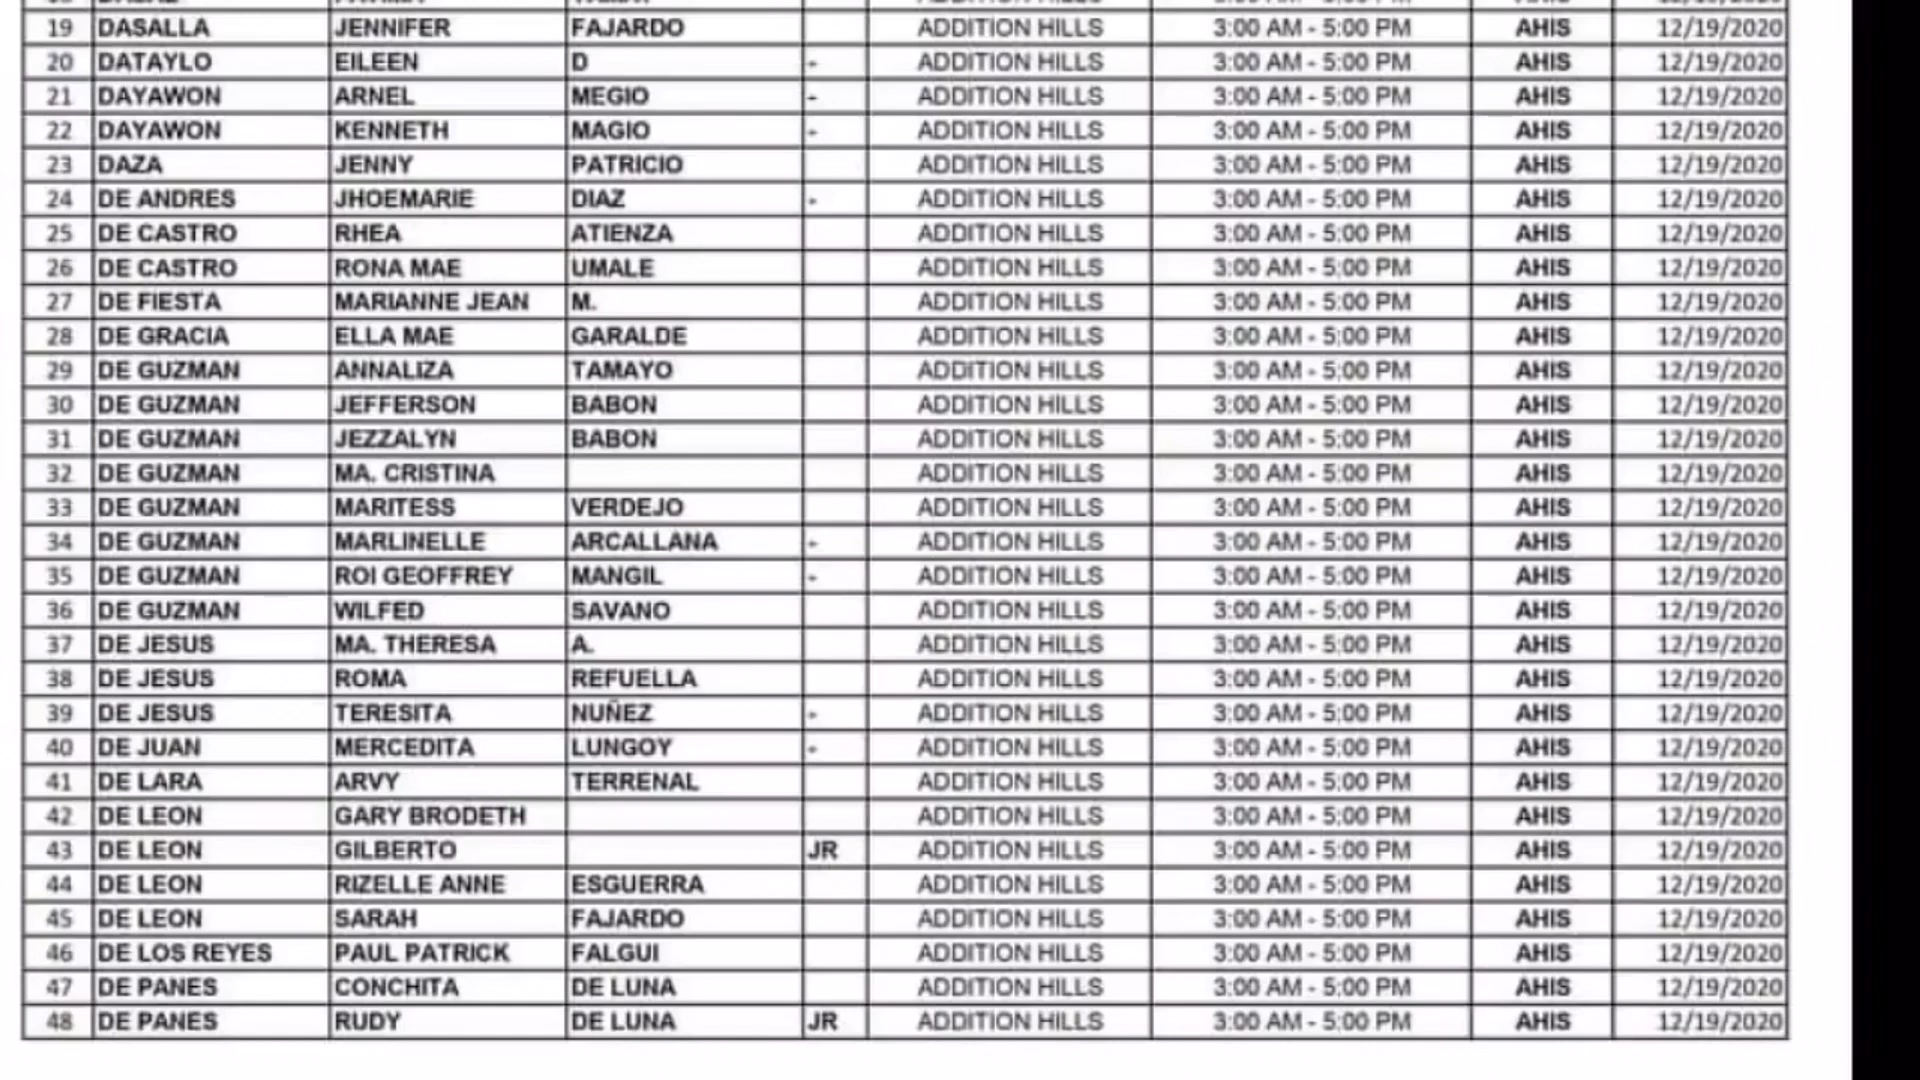 19 DASALLA JENNIFER FAJARDO ADDITION HILLS 3:00 AM - 5:00 PM AHIS 12/19/2020
20 DATAYLO EILEEN D - ADDITION HILLS 3:00 AM - 5:00 PM AHIS 12/19/2020
21 DAYAWON ARNEL MEGIO - ADDITION HILLS 3:00 AM - 5:00 PM AHIS 12/19/2020
22 DAYAWON KENNETH MAGIO - ADDITION HILLS 3:00 AM - 5:00 PM AHIS 12/19/2020
23 DAZA JENNY PATRICIO ADDITION HILLS 3:00 AM - 5:00 PM AHIS 12/19/2020
24 DE ANDRES JHOEMARIE DIAZ - ADDITION HILLS 3:00 AM - 5:00 PM AHIS 12/19/2020
25 DE CASTRO RHEA ATIENZA ADDITION HILLS 3:00 AM - 5:00 PM AHIS 12/19/2020
26 DE CASTRO RONA MAE UMALE ADDITION HILLS 3:00 AM - 5:00 PM AHIS 12/19/2020
27 DE FIESTA MARIANNE JEAN M. ADDITION HILLS 3:00 AM - 5:00 PM AHIS 12/19/2020
28 DE GRACIA ELLA MAE GARALDE ADDITION HILLS 3:00 AM - 5:00 PM AHIS 12/19/2020
29 DE GUZMAN ANNALIZA TAMAYO ADDITION HILLS 3:00 AM - 5:00 PM AHIS 12/19/2020
30 DE GUZMAN JEFFERSON BABON ADDITION HILLS 3:00 AM - 5:00 PM AHIS 12/19/2020
31 DE GUZMAN JEZZALYN BABON ADDITION HILLS 3:00 AM - 5:00 PM AHIS 12/19/2020
32 DE GUZMAN MA. CRISTINA ADDITION HILLS 3:00 AM - 5:00 PM AHIS 12/19/2020
33 DE GUZMAN MARITESS VERDEJO ADDITION HILLS 3:00 AM - 5:00 PM AHIS 12/19/2020
34 DE GUZMAN MARLINELLE ARCALLANA - ADDITION HILLS 3:00 AM - 5:00 PM AHIS 12/19/2020
35 DE GUZMAN ROI GEOFFREY MANGIL - ADDITION HILLS 3:00 AM - 5:00 PM AHIS 12/19/2020
36 DE GUZMAN WILFED SAVANO ADDITION HILLS 3:00 AM - 5:00 PM AHIS 12/19/2020
37 DE JESUS MA. THERESA A. ADDITION HILLS 3:00 AM - 5:00 PM AHIS 12/19/2020
38 DE JESUS ROMA REFUELLA ADDITION HILLS 3:00 AM - 5:00 PM AHIS 12/19/2020
39 DE JESUS TERESITA NUÑEZ - ADDITION HILLS 3:00 AM - 5:00 PM AHIS 12/19/2020
40 DE JUAN MERCEDITA LUNGOY - ADDITION HILLS 3:00 AM - 5:00 PM AHIS 12/19/2020
41 DE LARA ARVY TERRENAL ADDITION HILLS 3:00 AM - 5:00 PM AHIS 12/19/2020
42 DE LEON GARY BRODETH ADDITION HILLS 3:00 AM - 5:00 PM AHIS 12/19/2020
43 DE LEON GILBERTO JR ADDITION HILLS 3:00 AM - 5:00 PM AHIS 12/19/2020
44 DE LEON RIZELLE ANNE ESGUERRA ADDITION HILLS 3:00 AM - 5:00 PM AHIS 12/19/2020
45 DE LEON SARAH FAJARDO ADDITION HILLS 3:00 AM - 5:00 PM AHIS 12/19/2020
46 DE LOS REYES PAUL PATRICK FALGUI ADDITION HILLS 3:00 AM - 5:00 PM AHIS 12/19/2020
47 DE PANES CONCHITA DE LUNA ADDITION HILLS 3:00 AM - 5:00 PM AHIS 12/19/2020
48 DE PANES RUDY DE LUNA JR ADDITION HILLS 3:00 AM - 5:00 PM AHIS 12/19/2020